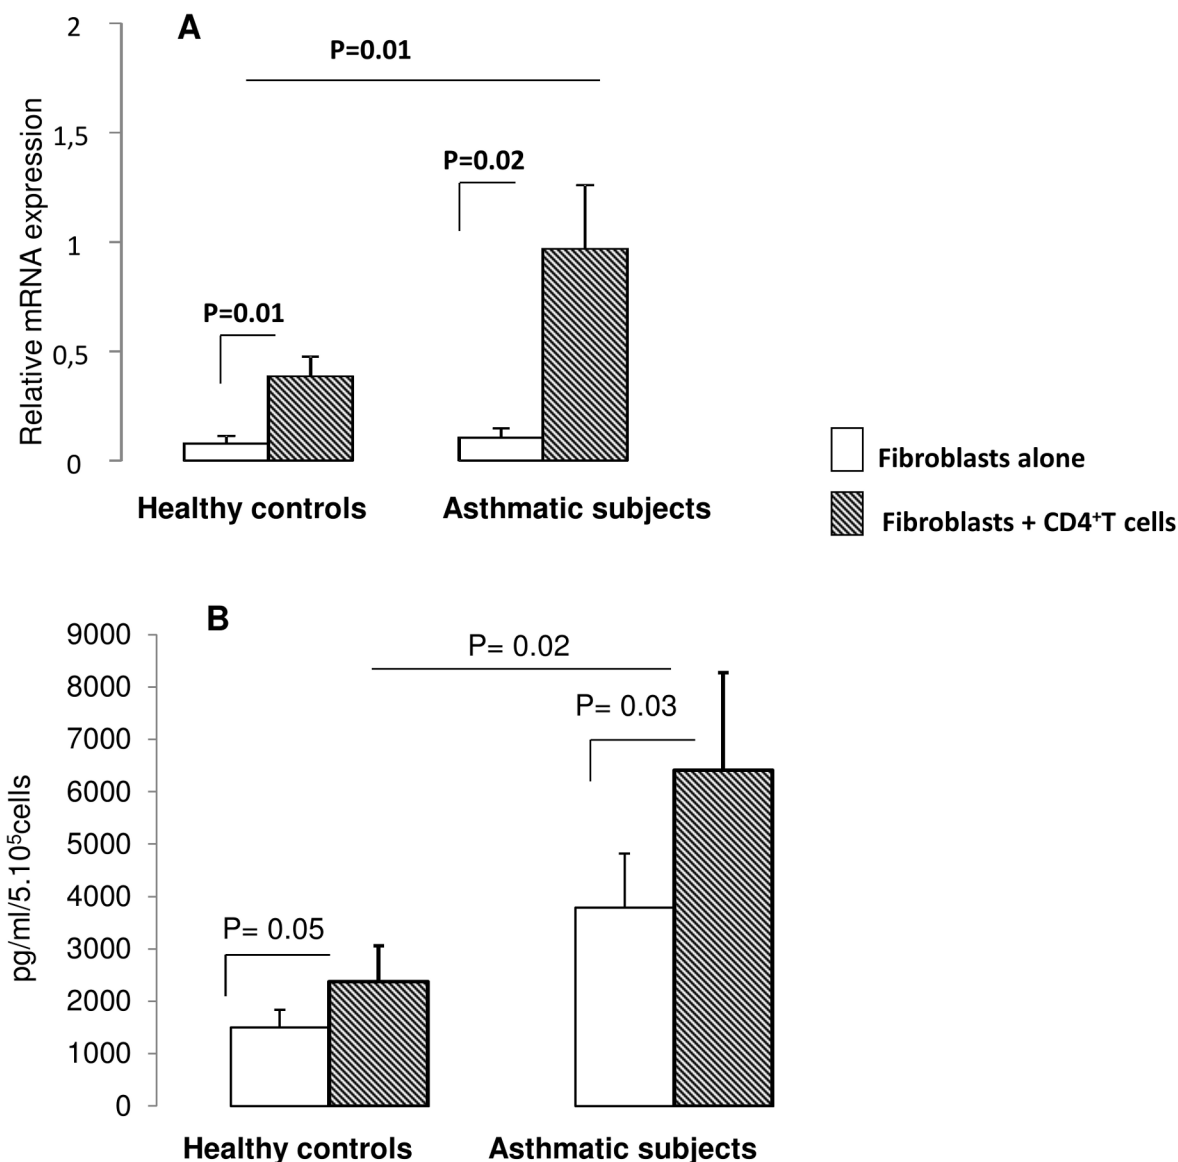 A
2
P=0.01
1,5
P=0.02
1
P=0.01
0,5
0
Relative mRNA expression
Healthy controls
Asthmatic subjects
Fibroblasts alone
Fibroblasts + CD4⁺T cells
B
9000
P= 0.02
8000
P= 0.03
7000
6000
5000
4000
P= 0.05
3000
2000
1000
0
pg/ml/5.10⁵cells
Healthy controls
Asthmatic subjects